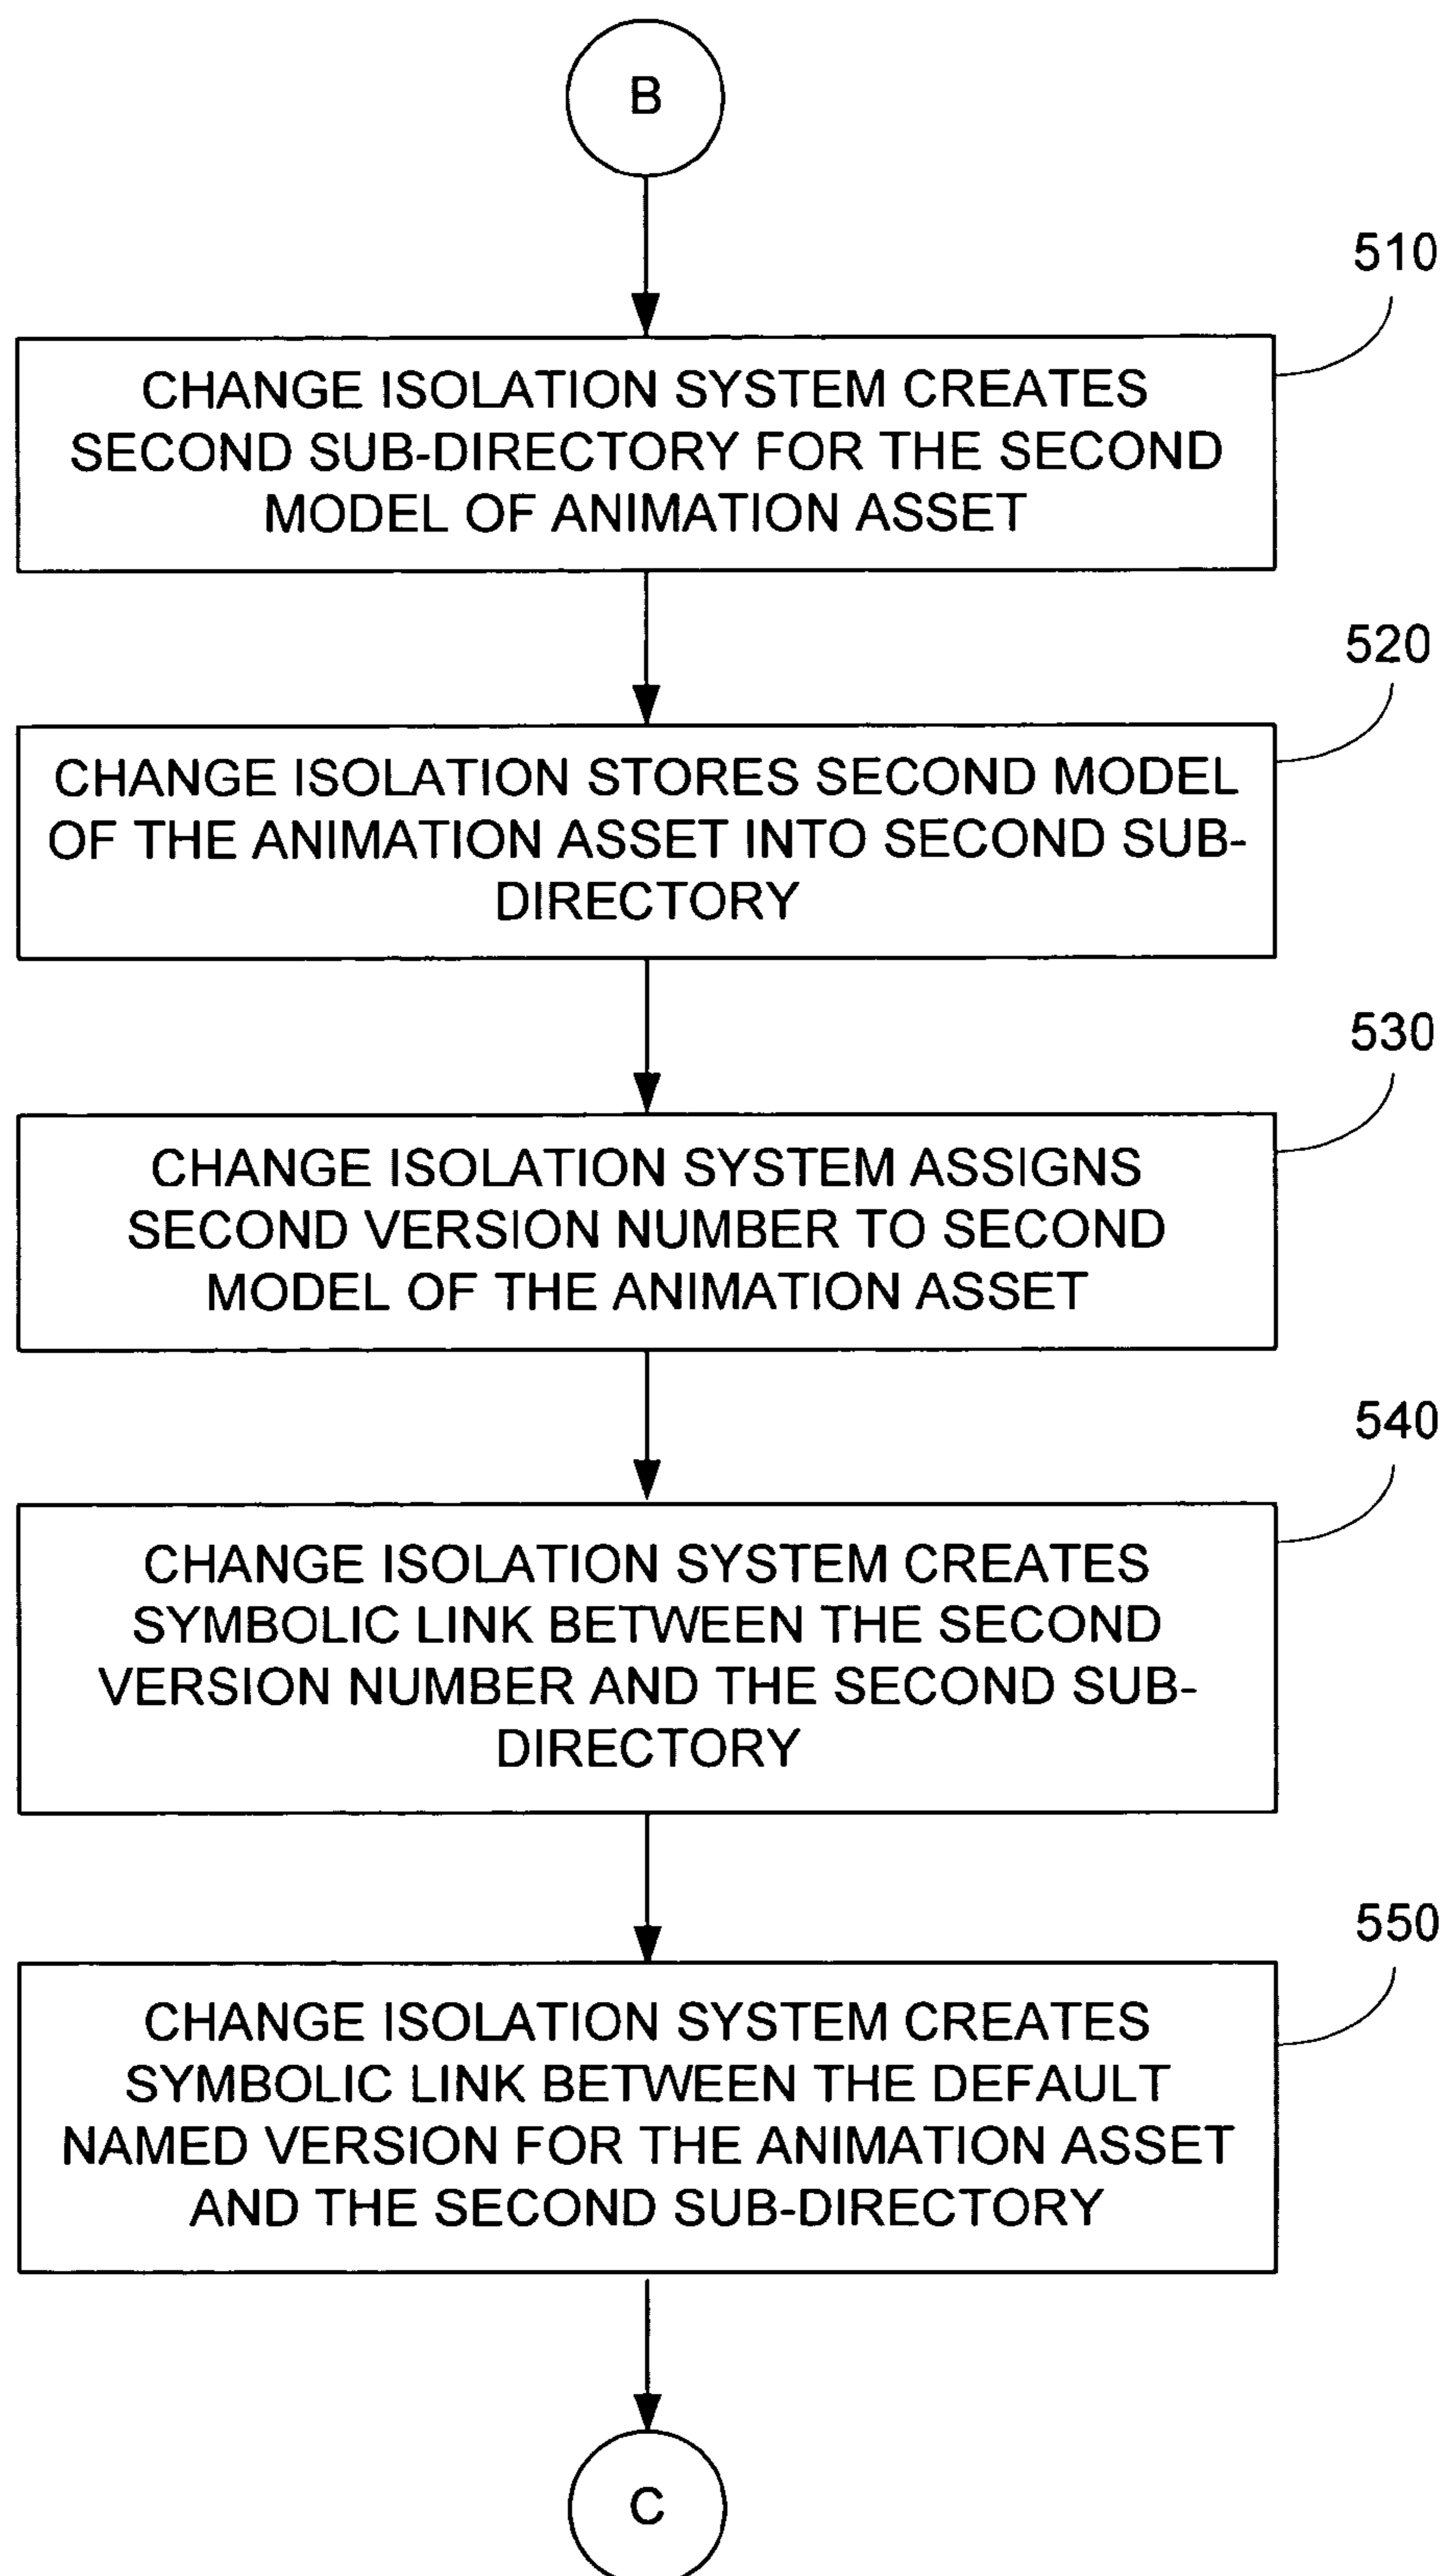 B
510
CHANGE ISOLATION SYSTEM CREATES
SECOND SUB-DIRECTORY FOR THE SECOND
MODEL OF ANIMATION ASSET
520
CHANGE ISOLATION STORES SECOND MODEL
OF THE ANIMATION ASSET INTO SECOND SUB-
DIRECTORY
530
CHANGE ISOLATION SYSTEM ASSIGNS
SECOND VERSION NUMBER TO SECOND
MODEL OF THE ANIMATION ASSET
540
CHANGE ISOLATION SYSTEM CREATES
SYMBOLIC LINK BETWEEN THE SECOND
VERSION NUMBER AND THE SECOND SUB-
DIRECTORY
550
CHANGE ISOLATION SYSTEM CREATES
SYMBOLIC LINK BETWEEN THE DEFAULT
NAMED VERSION FOR THE ANIMATION ASSET
AND THE SECOND SUB-DIRECTORY
C